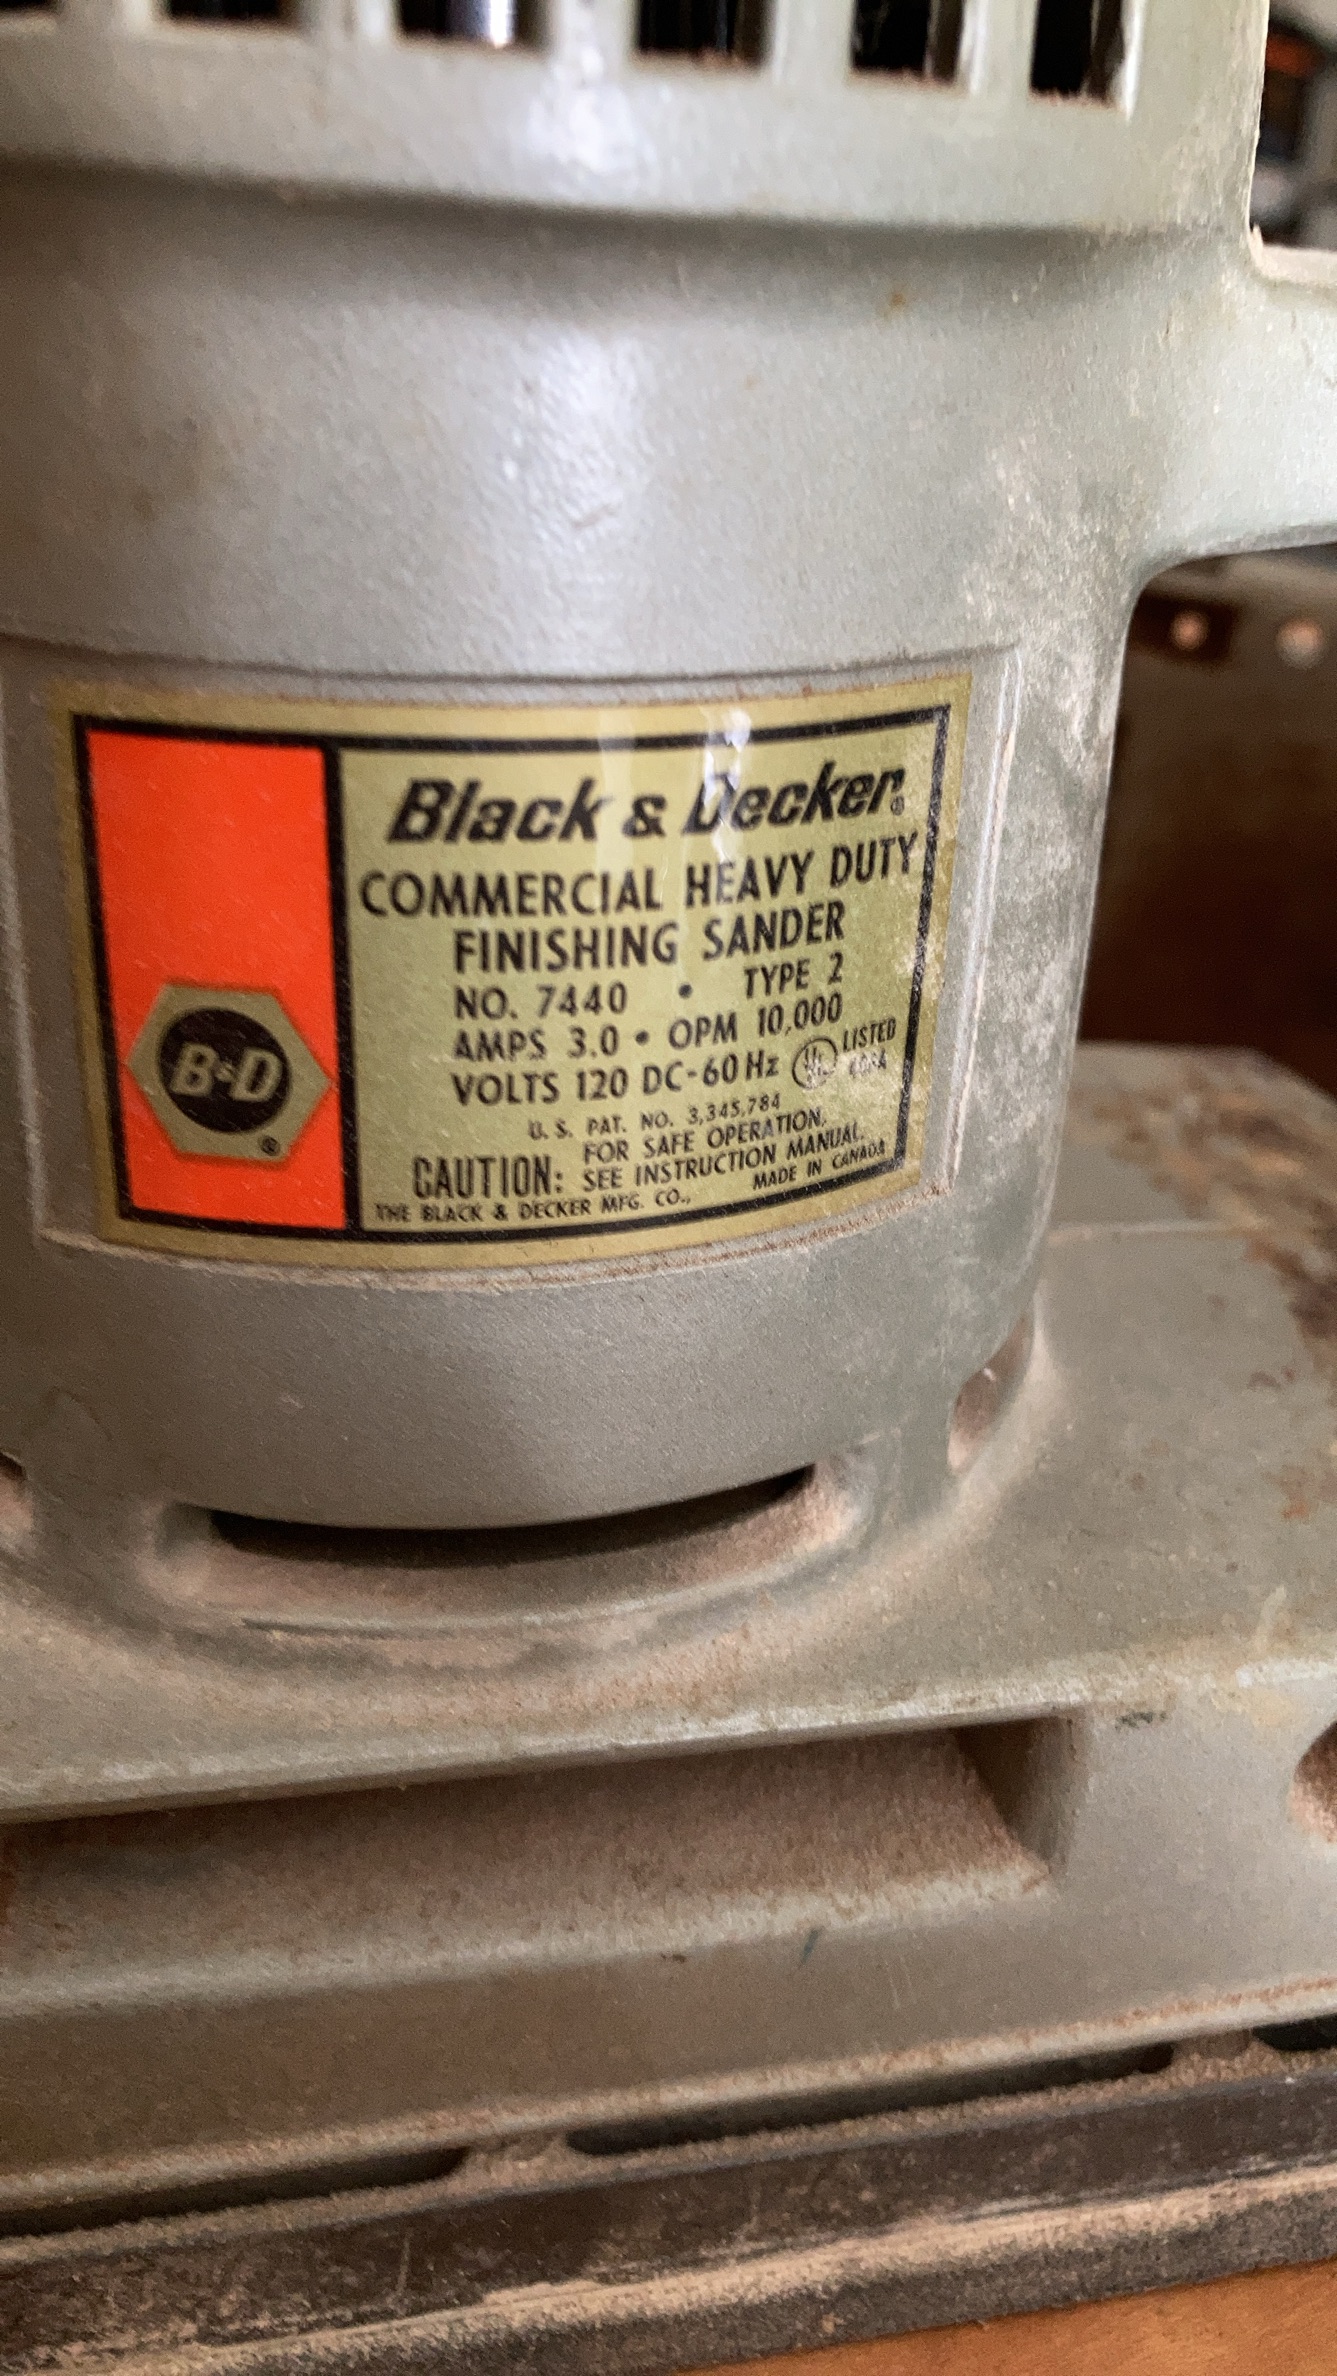 Black & Decker®
COMMERCIAL HEAVY DUTY
FINISHING SANDER
NO. 7440 • TYPE 2
AMPS 3.0 • OPM 10,000
VOLTS 120 DC-60 Hz UL LISTED
U. S. PAT. NO. 3,345,784
CAUTION: FOR SAFE OPERATION,
SEE INSTRUCTION MANUAL.
THE BLACK & DECKER MFG. CO., MADE IN CANADA
B&D®